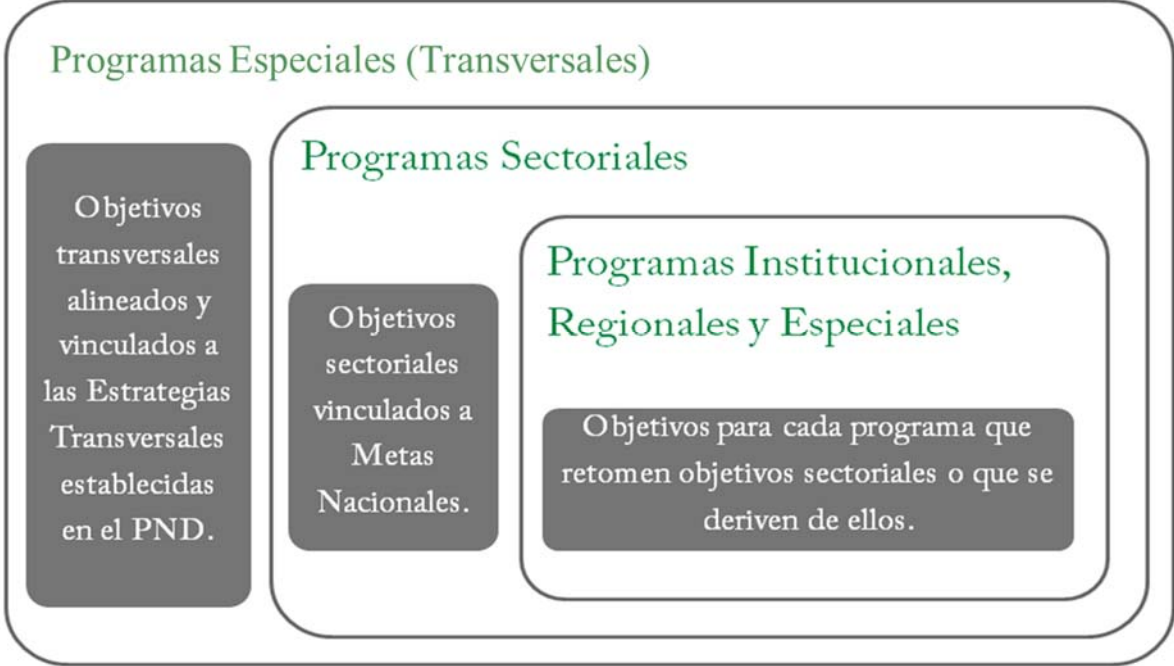 Programas Especiales (Transversales)
Objetivos
transversales
alineados y
vinculados a
las Estrategias
Transversales
establecidas
en el PND.
Programas Sectoriales
Objetivos
sectoriales
vinculados a
Metas
Nacionales.
Programas Institucionales,
Regionales y Especiales
Objetivos para cada programa que
retomen objetivos sectoriales o que se
deriven de ellos.